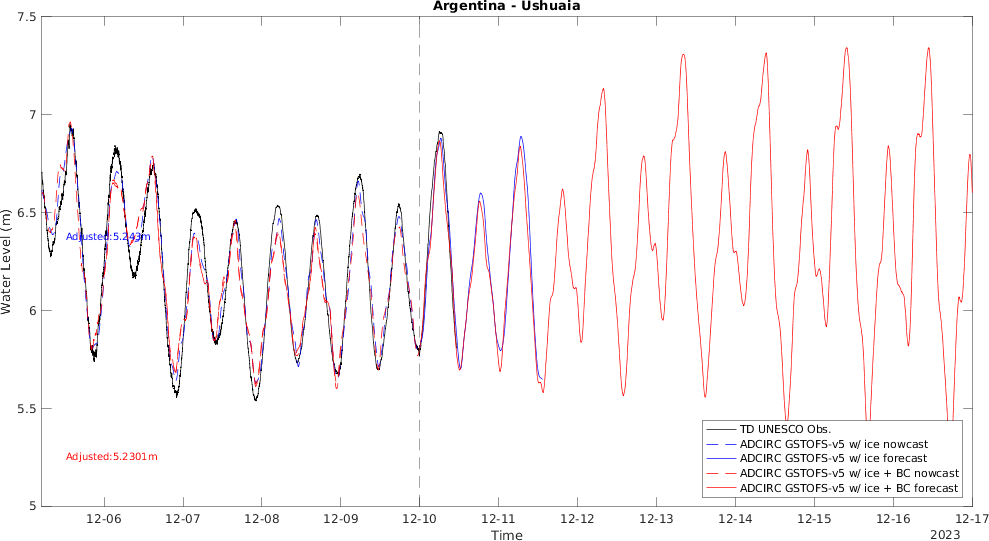 Argentina - Ushuaia
7.5
7
6.5
6
5.5
5
Water Level (m)
Adjusted:5.243m
Adjusted:5.2301m
TD UNESCO Obs.
ADCIRC GSTOFS-v5 w/ ice nowcast
ADCIRC GSTOFS-v5 w/ ice forecast
ADCIRC GSTOFS-v5 w/ ice + BC nowcast
ADCIRC GSTOFS-v5 w/ ice + BC forecast
12-06 12-07 12-08 12-09 12-10 12-11 12-12 12-13 12-14 12-15 12-16 12-17
Time
2023